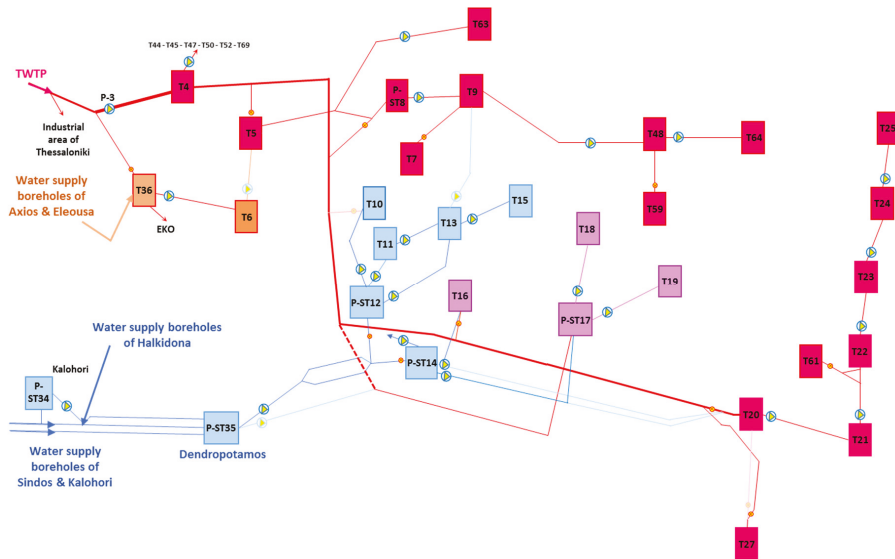 T63
T44 - T45 - T47 - T50 - T52 - T69
TWTP
P-3
T4
P-
ST8
T9
Industrial
area of
Thessaloniki
T5
T7
T48
T64
T25
Water supply
boreholes of
Axios & Eleousa
T36
EKO
T6
T10
T11
T13
T15
T18
T59
T24
T23
T19
P-ST12
T16
P-ST17
Water supply boreholes
of Halkidona
Kalohori
P-
ST34
P-ST14
T61
T22
P-ST35
Dendropotamos
Water supply
boreholes of
Sindos & Kalohori
T20
T21
T27